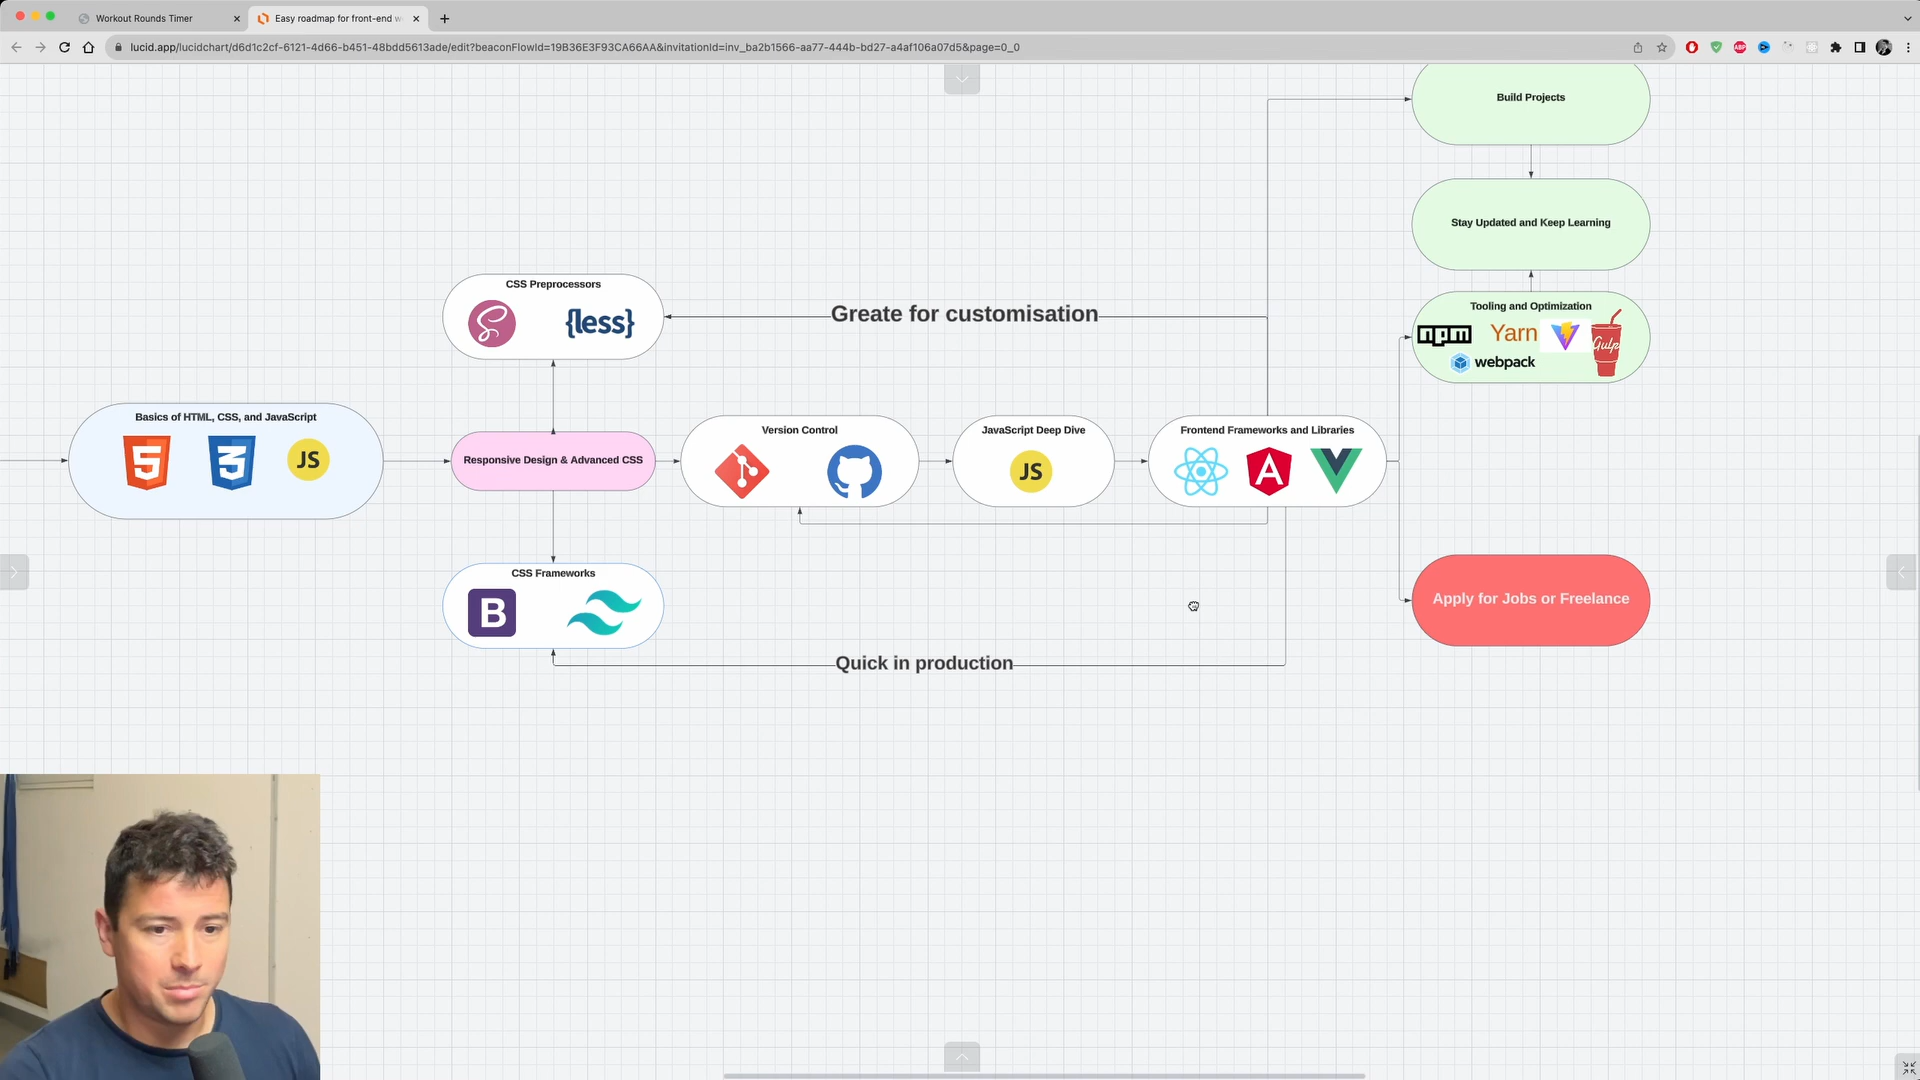 Workout Rounds Timer
Easy roadmap for front-end w
lucid.app/lucidchart/d6d1c2cf-6121-4d66-b451-48bdd5613ade/edit?beaconFlowId=19B36E3F93CA66AA&invitationId=inv_ba2b1566-aa77-444b-bd27-a4af106a07d5&page=0_0
ABP
Build Projects
Stay Updated and Keep Learning
CSS Preprocessors
{less}
Greate for customisation
Tooling and Optimization
npm
Yarn
Gulp
webpack
Basics of HTML, CSS, and JavaScript
5
3
JS
Responsive Design & Advanced CSS
Version Control
JavaScript Deep Dive
JS
Frontend Frameworks and Libraries
A
CSS Frameworks
B
Apply for Jobs or Freelance
Quick in production